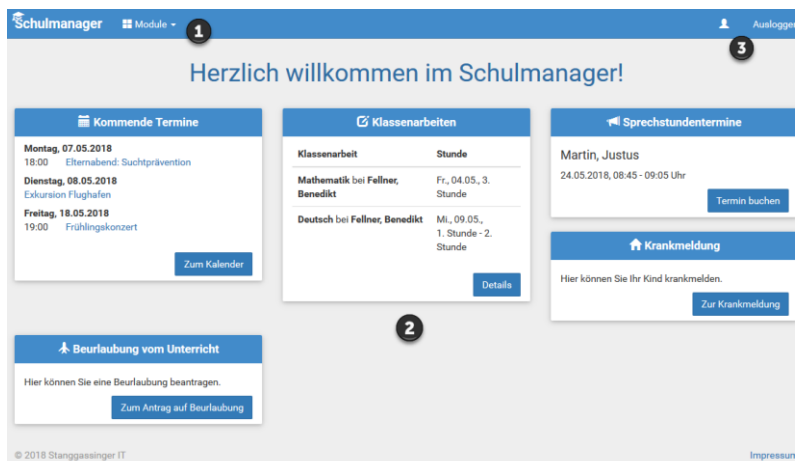 Schulmanager Module 1 Auslogger
3
Herzlich willkommen im Schulmanager!
Kommende Termine
Montag, 07.05.2018
18:00 Elternabend: Suchtprävention
Dienstag, 08.05.2018
Exkursion Flughafen
Freitag, 18.05.2018
19:00 Frühlingskonzert
Zum Kalender
Klassenarbeiten
Klassenarbeit Stunde
Mathematik bei Fellner, Fr., 04.05., 3.
Benedikt Stunde
Deutsch bei Fellner, Benedikt Mi., 09.05.,
1. Stunde - 2.
Stunde
Details
2
Sprechstundentermine
Martin, Justus
24.05.2018, 08:45 - 09:05 Uhr
Termin buchen
Krankmeldung
Hier können Sie Ihr Kind krankmelden.
Zur Krankmeldung
Beurlaubung vom Unterricht
Hier können Sie eine Beurlaubung beantragen.
Zum Antrag auf Beurlaubung
© 2018 Stanggassinger IT Impressum